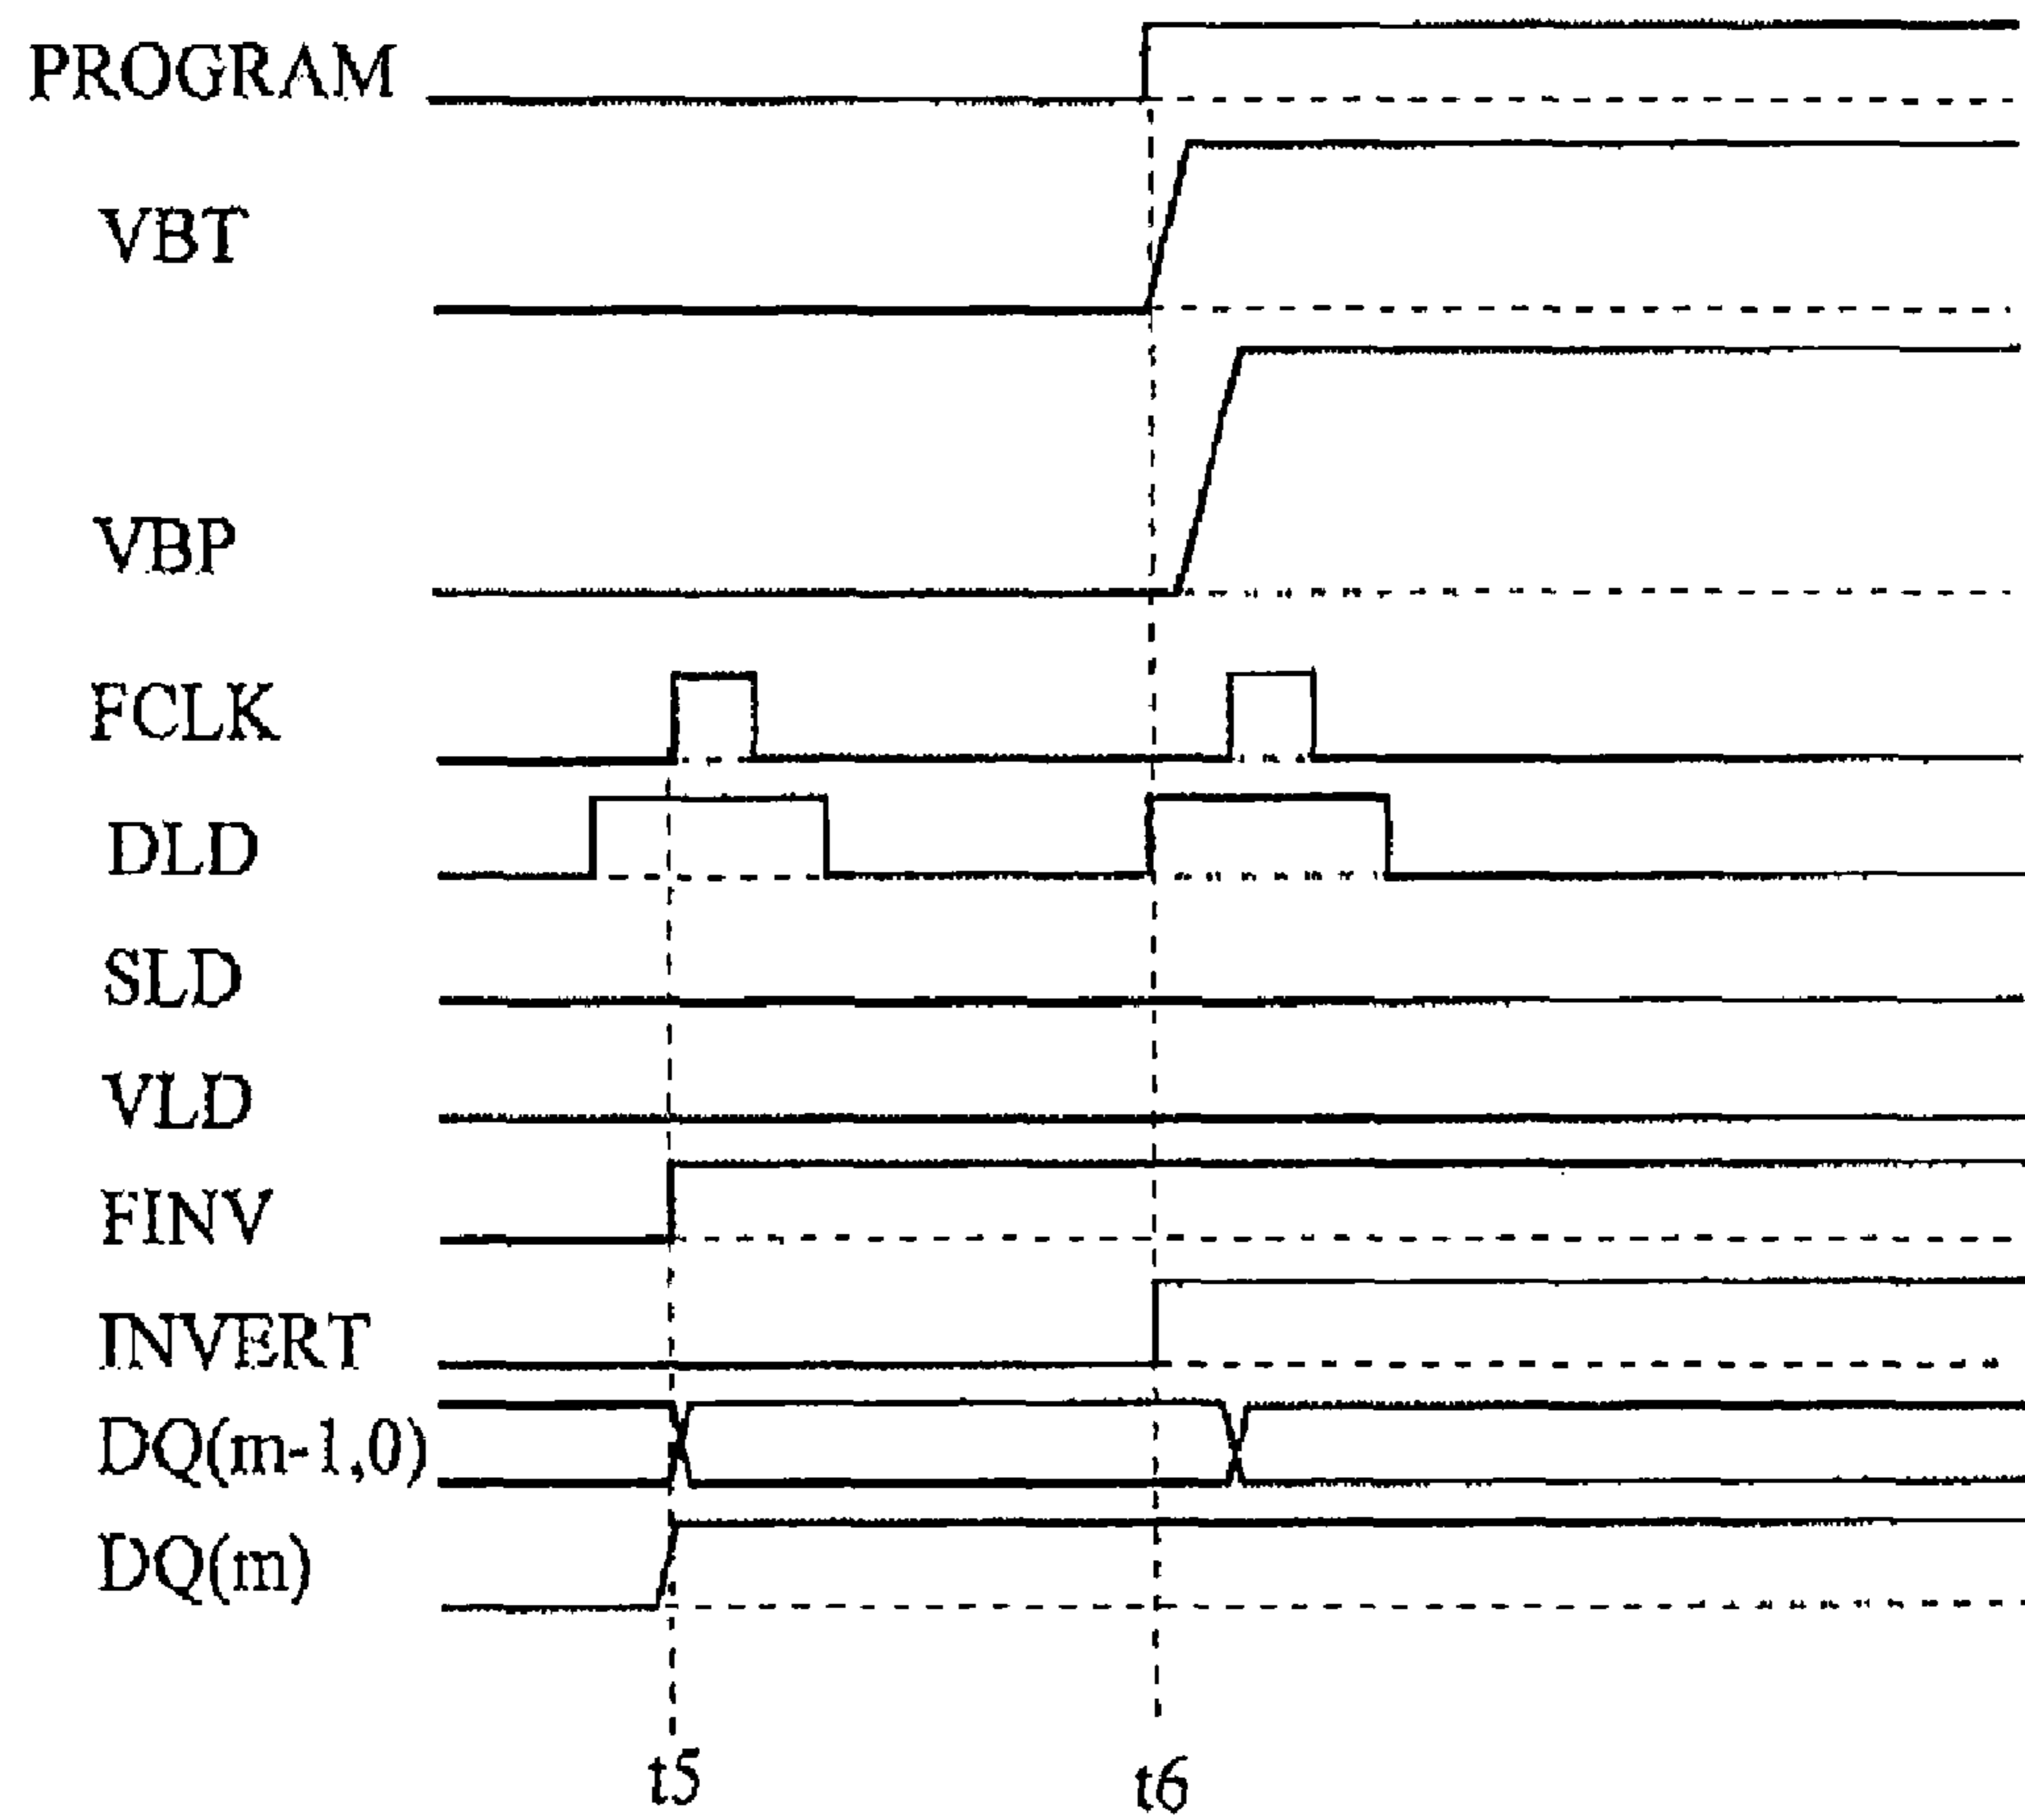 PROGRAM
VBT
VBP
FCLK
DLD
SLD
VLD
FINV
INVERT
DQ(m-1,0)
DQ(m)
t5 t6